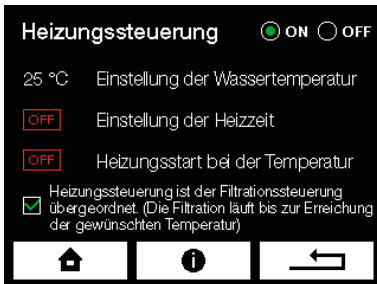 Heizungssteuerung ON OFF
25 °C Einstellung der Wassertemperatur
OFF Einstellung der Heizzeit
OFF Heizungsstart bei der Temperatur
Heizungssteuerung ist der Filtrationssteuerung
übergeordnet. (Die Filtration läuft bis zur Erreichung
der gewünschten Temperatur)